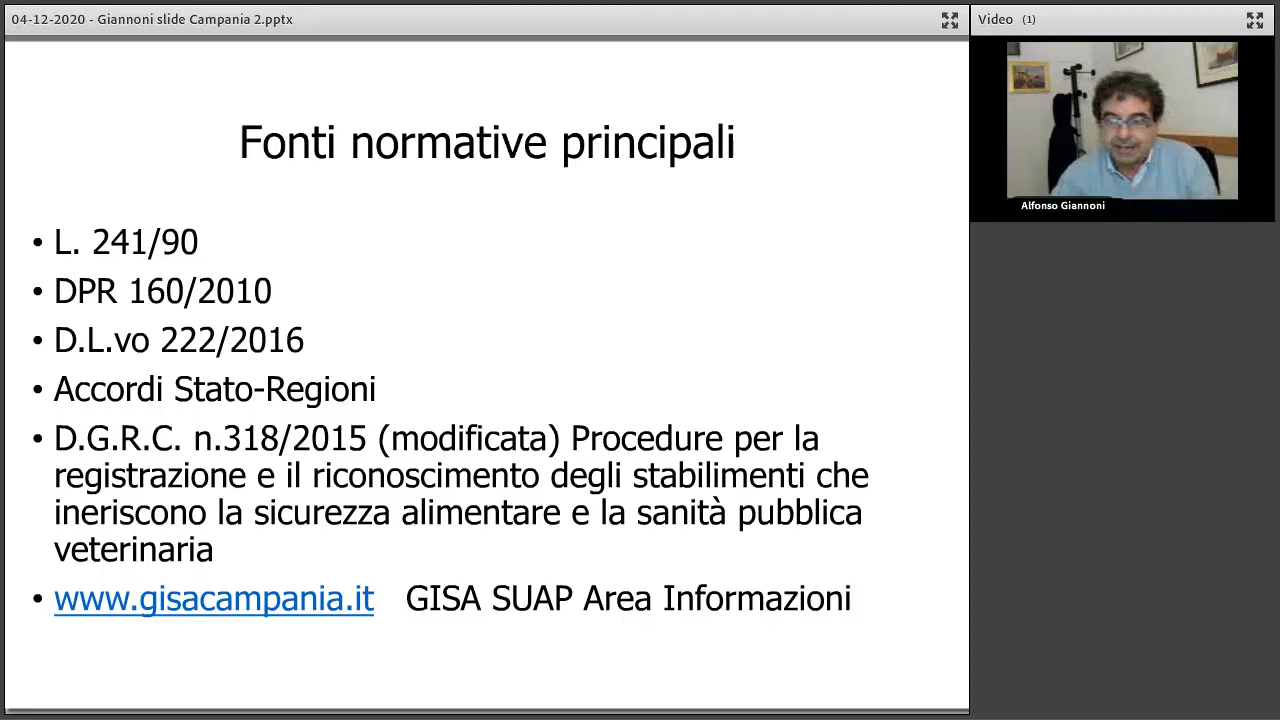 04-12-2020 - Giannoni slide Campania 2.pptx
Video (1)
Alfonso Giannoni
Fonti normative principali
• L. 241/90
• DPR 160/2010
• D.L.vo 222/2016
• Accordi Stato-Regioni
• D.G.R.C. n.318/2015 (modificata) Procedure per la
registrazione e il riconoscimento degli stabilimenti che
ineriscono la sicurezza alimentare e la sanità pubblica
veterinaria
• www.gisacampania.it GISA SUAP Area Informazioni